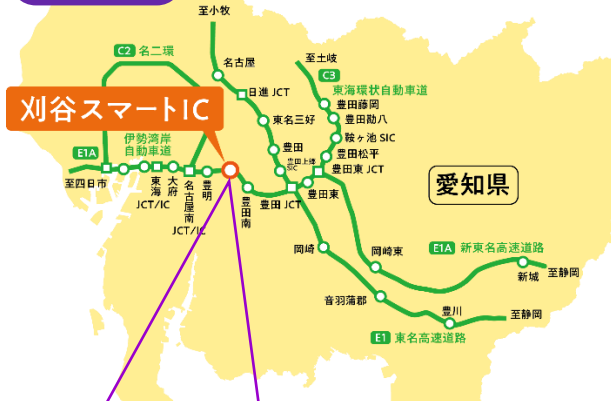 至小牧
C2 名二環
名古屋
至土岐
C3
東海環状自動車道
日進JCT
豊田藤岡
刈谷スマートIC
東名三好
豊田勘八
鞍ヶ池 SIC
伊勢湾岸
自動車道
E1A
豊田
豊田上郷
SIC
豊田松平
豊田東 JCT
至四日市
東海
JCT/IC
大府
名古屋南
JCT/IC
豊明
豊田南
豊田 JCT
豊田東
愛知県
岡崎
岡崎東
E1A 新東名高速道路
新城
至静岡
音羽蒲郡
豊川
至静岡
E1 東名高速道路